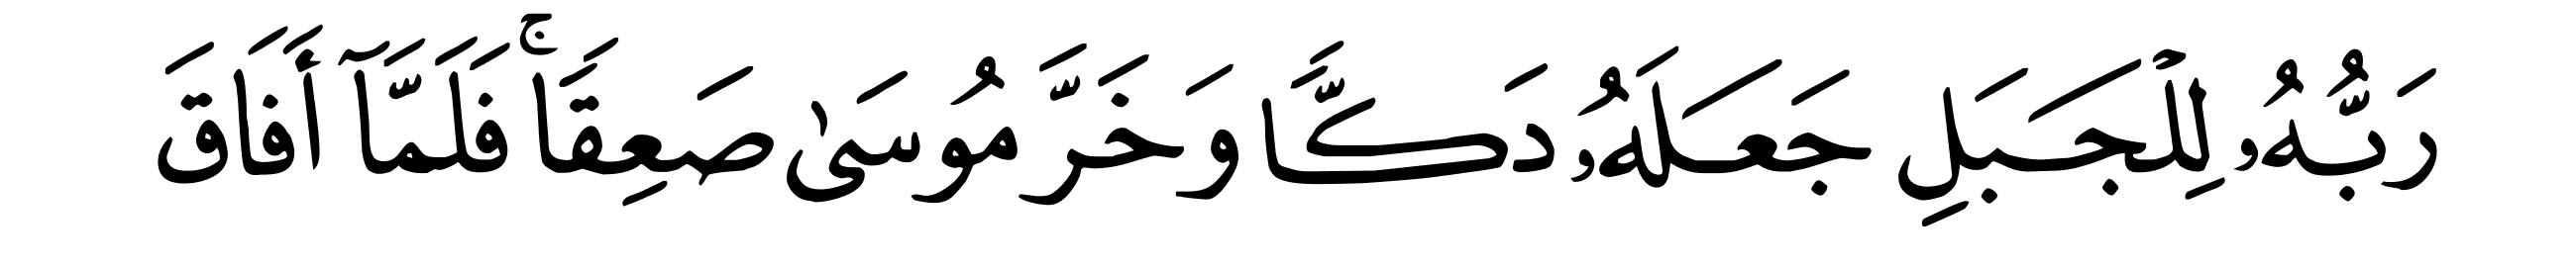 رَبُّهُۥ لِلۡجَبَلِ جَعَلَهُۥ دَكّٗا وَخَرَّ مُوسَىٰ صَعِقٗاۚ فَلَمَّآ أَفَاقَ